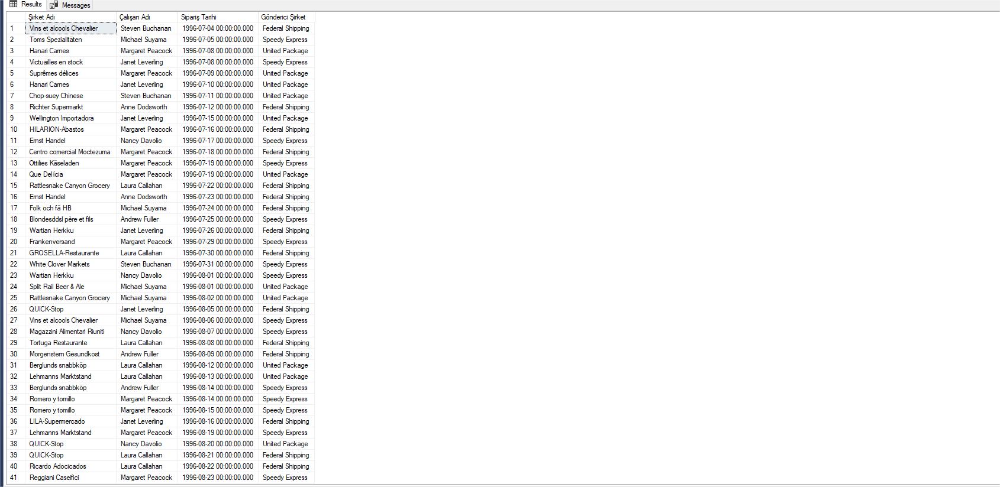 Results Messages
Şirket Adı Çalışan Adı Sipariş Tarihi Gönderici Şirket
1 Vins et alcools Chevalier Steven Buchanan 1996-07-04 00:00:00.000 Federal Shipping
2 Toms Spezialitäten Michael Suyama 1996-07-05 00:00:00.000 Speedy Express
3 Hanari Carnes Margaret Peacock 1996-07-08 00:00:00.000 United Package
4 Victuailles en stock Janet Leverling 1996-07-08 00:00:00.000 Speedy Express
5 Suprêmes délices Margaret Peacock 1996-07-09 00:00:00.000 United Package
6 Hanari Carnes Janet Leverling 1996-07-10 00:00:00.000 United Package
7 Chop-suey Chinese Steven Buchanan 1996-07-11 00:00:00.000 United Package
8 Richter Supermarkt Anne Dodsworth 1996-07-12 00:00:00.000 Federal Shipping
9 Wellington Importadora Janet Leverling 1996-07-15 00:00:00.000 United Package
10 HILARION-Abastos Margaret Peacock 1996-07-16 00:00:00.000 Federal Shipping
11 Ernst Handel Nancy Davolio 1996-07-17 00:00:00.000 Speedy Express
12 Centro comercial Moctezuma Margaret Peacock 1996-07-18 00:00:00.000 Federal Shipping
13 Ottilies Käseladen Margaret Peacock 1996-07-19 00:00:00.000 Speedy Express
14 Que Delícia Margaret Peacock 1996-07-19 00:00:00.000 United Package
15 Rattlesnake Canyon Grocery Laura Callahan 1996-07-22 00:00:00.000 Federal Shipping
16 Ernst Handel Anne Dodsworth 1996-07-23 00:00:00.000 Federal Shipping
17 Folk och fä HB Michael Suyama 1996-07-24 00:00:00.000 Federal Shipping
18 Blondesddsl père et fils Andrew Fuller 1996-07-25 00:00:00.000 Speedy Express
19 Wartian Herkku Janet Leverling 1996-07-26 00:00:00.000 Federal Shipping
20 Frankenversand Margaret Peacock 1996-07-29 00:00:00.000 Speedy Express
21 GROSELLA-Restaurante Laura Callahan 1996-07-30 00:00:00.000 Federal Shipping
22 White Clover Markets Steven Buchanan 1996-07-31 00:00:00.000 Speedy Express
23 Wartian Herkku Nancy Davolio 1996-08-01 00:00:00.000 Speedy Express
24 Split Rail Beer & Ale Michael Suyama 1996-08-01 00:00:00.000 United Package
25 Rattlesnake Canyon Grocery Michael Suyama 1996-08-02 00:00:00.000 United Package
26 QUICK-Stop Janet Leverling 1996-08-05 00:00:00.000 Federal Shipping
27 Vins et alcools Chevalier Michael Suyama 1996-08-06 00:00:00.000 Speedy Express
28 Magazzini Alimentari Riuniti Nancy Davolio 1996-08-07 00:00:00.000 Speedy Express
29 Tortuga Restaurante Laura Callahan 1996-08-08 00:00:00.000 Federal Shipping
30 Morgenstern Gesundkost Andrew Fuller 1996-08-09 00:00:00.000 Federal Shipping
31 Berglunds snabbköp Laura Callahan 1996-08-12 00:00:00.000 United Package
32 Lehmanns Marktstand Laura Callahan 1996-08-13 00:00:00.000 United Package
33 Berglunds snabbköp Andrew Fuller 1996-08-14 00:00:00.000 Speedy Express
34 Romero y tomillo Margaret Peacock 1996-08-14 00:00:00.000 Speedy Express
35 Romero y tomillo Margaret Peacock 1996-08-15 00:00:00.000 Speedy Express
36 LILA-Supermercado Janet Leverling 1996-08-16 00:00:00.000 Federal Shipping
37 Lehmanns Marktstand Margaret Peacock 1996-08-19 00:00:00.000 Speedy Express
38 QUICK-Stop Nancy Davolio 1996-08-20 00:00:00.000 United Package
39 QUICK-Stop Laura Callahan 1996-08-21 00:00:00.000 Federal Shipping
40 Ricardo Adocicados Laura Callahan 1996-08-22 00:00:00.000 Federal Shipping
41 Reggiani Caseifici Margaret Peacock 1996-08-23 00:00:00.000 Speedy Express